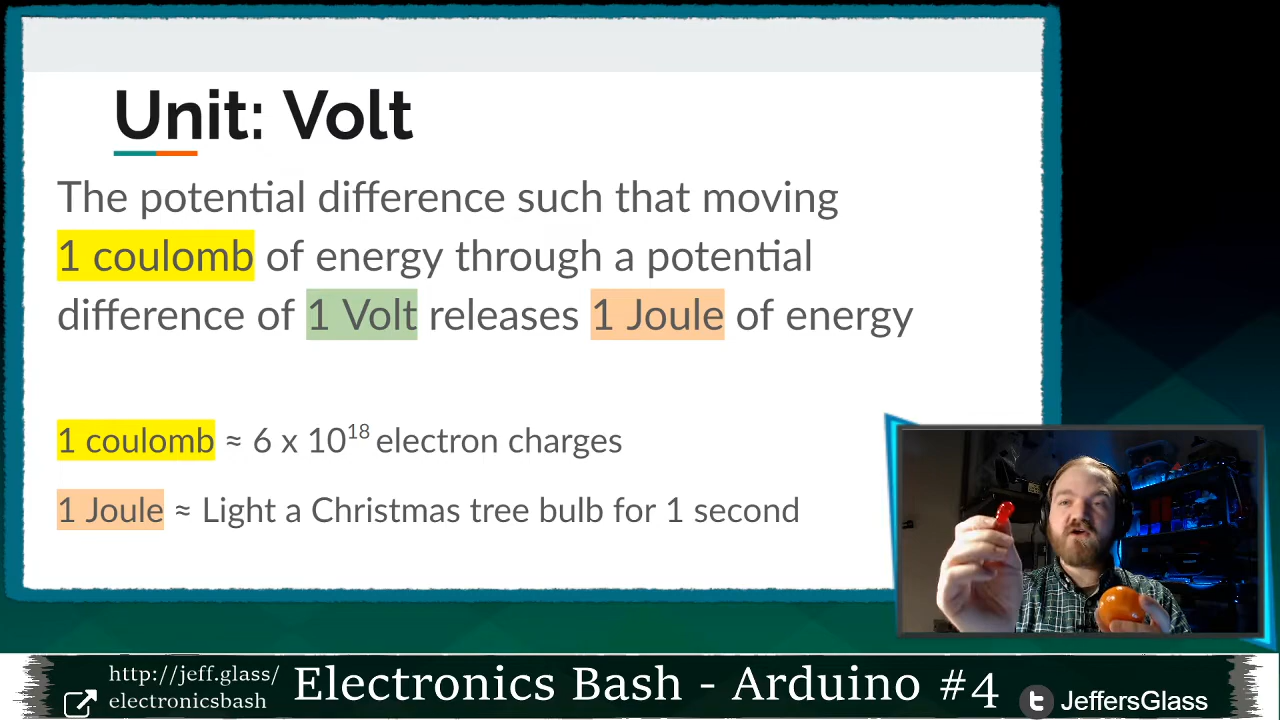 Unit: Volt
The potential difference such that moving
1 coulomb of energy through a potential
difference of 1 Volt releases 1 Joule of energy
1 coulomb ≈ 6 x 10¹⁸ electron charges
1 Joule ≈ Light a Christmas tree bulb for 1 second
http://jeff.glass/
electronicsbash
Electronics Bash - Arduino #4
JeffersGlass